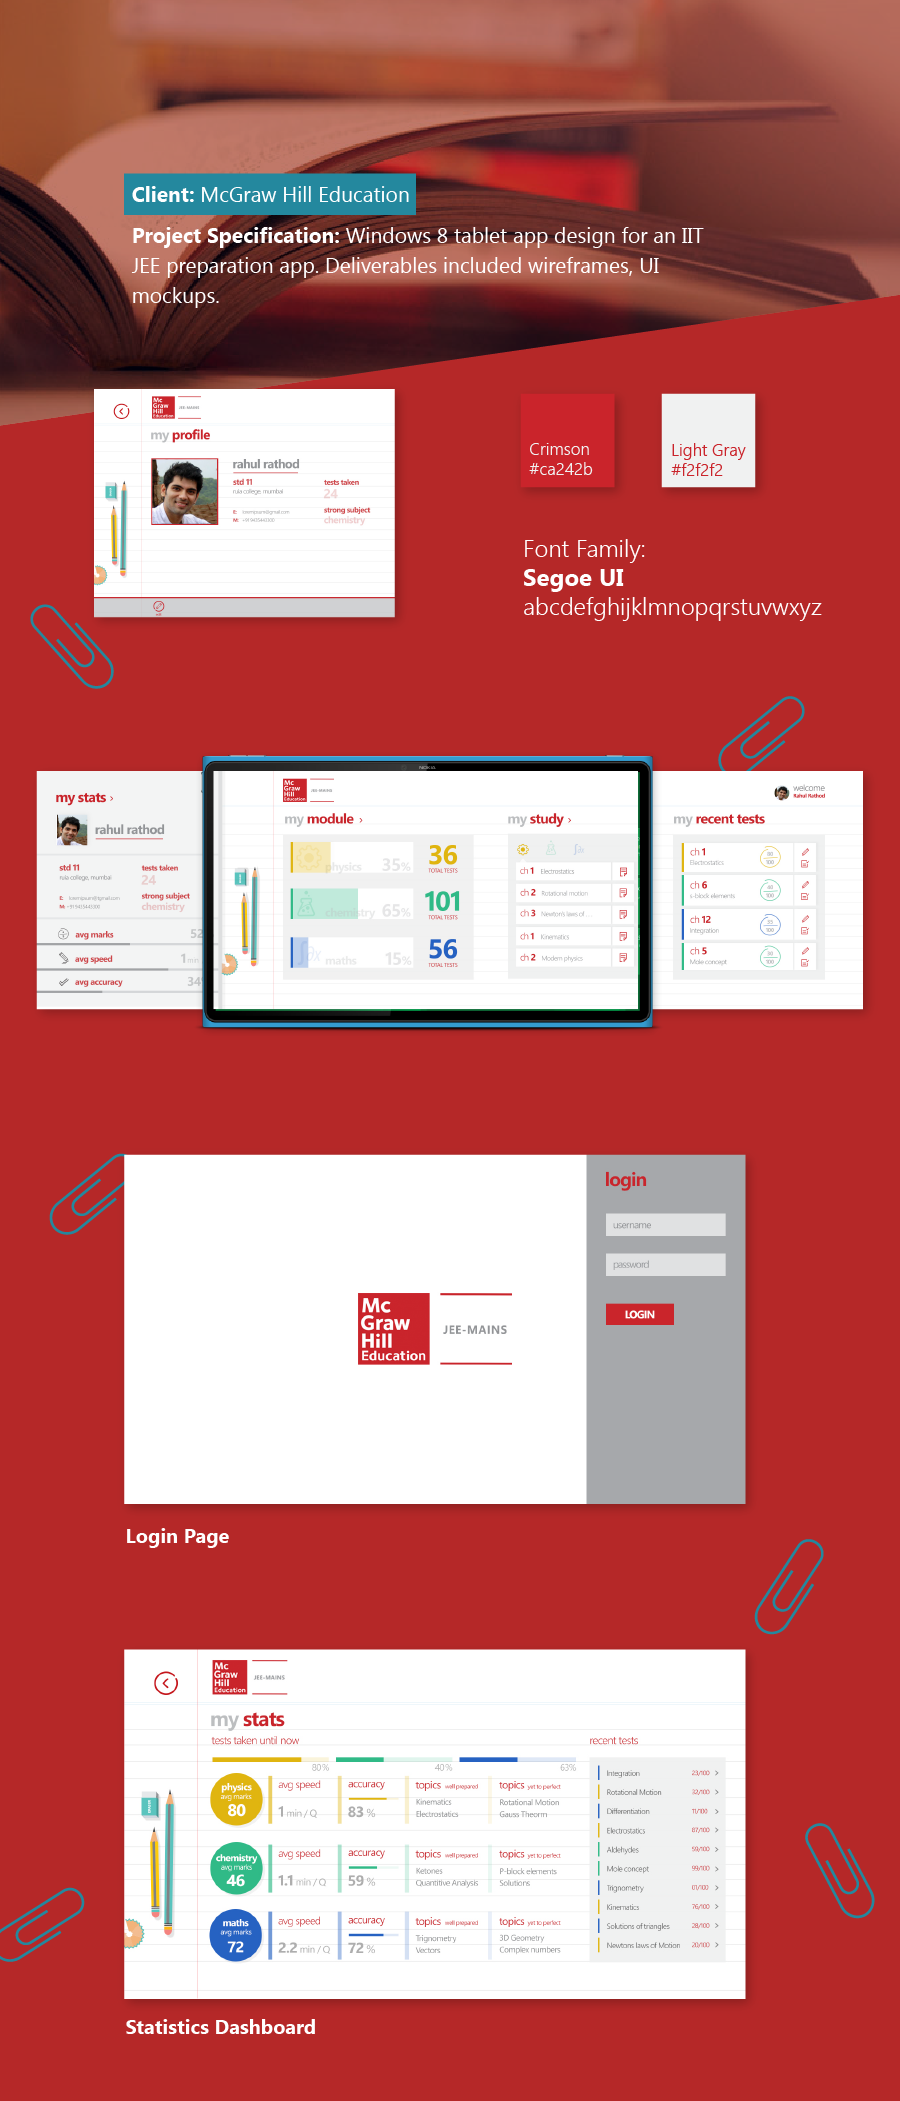 Client: McGraw Hill Education
Project Specification: Windows 8 tablet app design for an IIT
JEE preparation app. Deliverables included wireframes, UI
mockups.
Mc
Graw
Hill
Education
JEE-MAINS
my profile
rahul rathod
std 11
ruia college, mumbai
tests taken
24
E: loremipsum@gmail.com
strong subject
chemistry
Crimson
#ca242b
Light Gray
#f2f2f2
Font Family:
Segoe UI
abcdefghijklmnopqrstuvwxyz
NOKIA
my stats ›
rahul rathod
std 11
ruia college, mumbai
tests taken
24
strong subject
chemistry
avg marks 52
avg speed 1 min
avg accuracy 34
Mc
Graw
Hill
Education
JEE-MAINS
my module ›
physics 35%
36
TOTAL TESTS
chemistry 65%
101
TOTAL TESTS
maths 15%
56
TOTAL TESTS
my study ›
ch 1 Electrostatics
ch 2 Rotational motion
ch 3 Newton's laws of ...
ch 1 Kinematics
ch 2 Modern physics
welcome
Rahul Rathod
my recent tests
ch 1
Electrostatics
ch 6
s-block elements
ch 12
Integration
ch 5
Mole concept
Mc
Graw
Hill
Education
JEE-MAINS
login
username
password
LOGIN
Login Page
Mc
Graw
Hill
Education
JEE-MAINS
my stats
tests taken until now
80%
40%
63%
physics
avg marks
80
avg speed
1 min / Q
accuracy
83 %
topics well prepared
Kinematics
Electrostatics
topics yet to perfect
Rotational Motion
Gauss Theorm
chemistry
avg marks
46
avg speed
1.1 min / Q
accuracy
59 %
topics well prepared
Ketones
Quantitative Analysis
topics yet to perfect
P-block elements
Solutions
maths
avg marks
72
avg speed
2.2 min / Q
accuracy
72 %
topics well prepared
Trignometry
Vectors
topics yet to perfect
3D Geometry
Complex numbers
recent tests
Integration 23/100 ›
Rotational Motion 32/100 ›
Differentiation 11/100 ›
Electrostatics 87/100 ›
Aldehydes 59/100 ›
Mole concept 99/100 ›
Trignometry 01/100 ›
Kinematics 76/100 ›
Solutions of triangles 28/100 ›
Newtons laws of Motion 20/100 ›
Statistics Dashboard